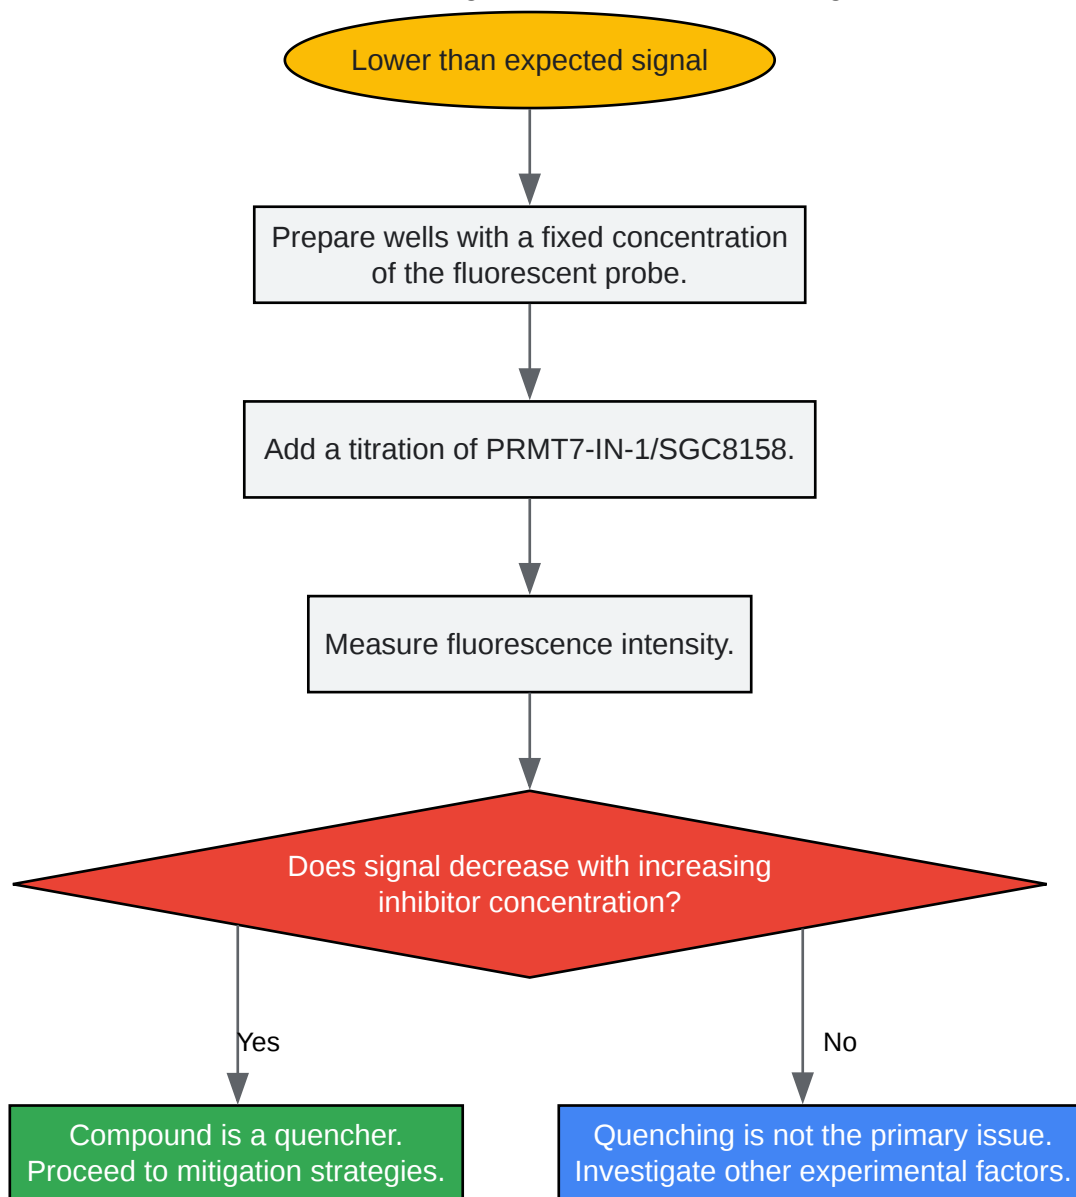 Lower than expected signal
Prepare wells with a fixed concentration
of the fluorescent probe.
Add a titration of PRMT7-IN-1/SGC8158.
Measure fluorescence intensity.
Does signal decrease with increasing
inhibitor concentration?
Yes
No
Compound is a quencher.
Proceed to mitigation strategies.
Quenching is not the primary issue.
Investigate other experimental factors.